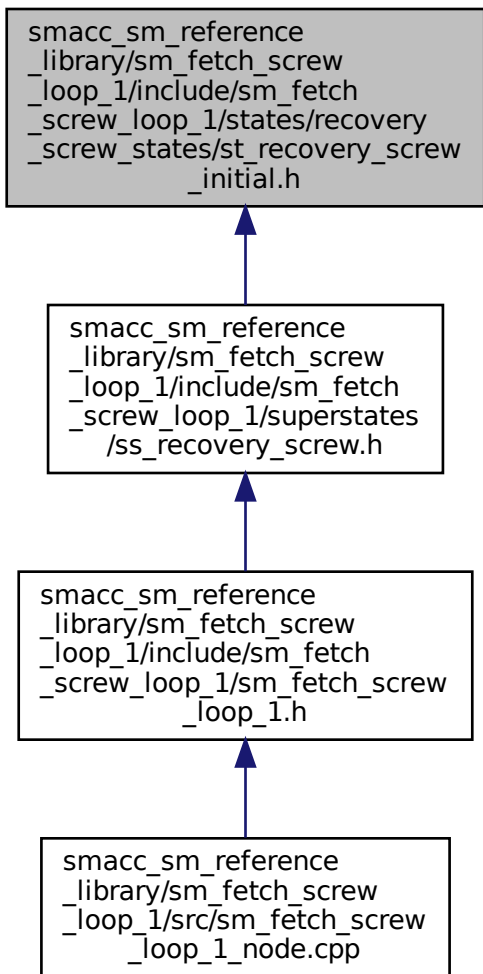 smacc_sm_reference
_library/sm_fetch_screw
_loop_1/include/sm_fetch
_screw_loop_1/states/recovery
_screw_states/st_recovery_screw
_initial.h
smacc_sm_reference
_library/sm_fetch_screw
_loop_1/include/sm_fetch
_screw_loop_1/superstates
/ss_recovery_screw.h
smacc_sm_reference
_library/sm_fetch_screw
_loop_1/include/sm_fetch
_screw_loop_1/sm_fetch_screw
_loop_1.h
smacc_sm_reference
_library/sm_fetch_screw
_loop_1/src/sm_fetch_screw
_loop_1_node.cpp